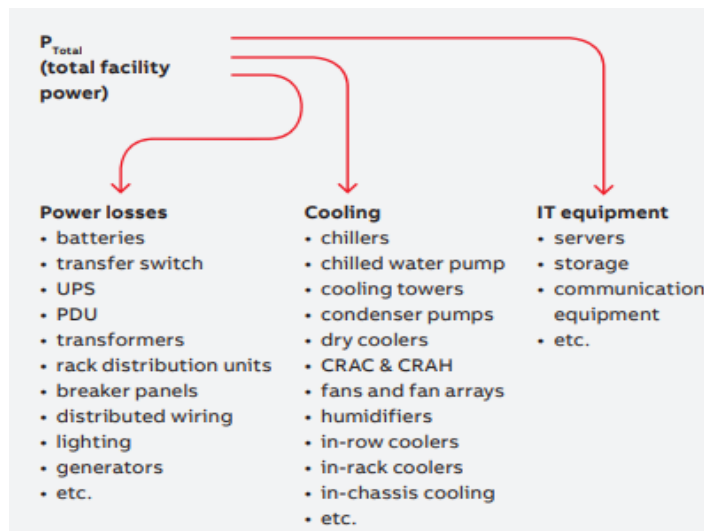 P Total
(total facility
power)
Power losses
• batteries
• transfer switch
• UPS
• PDU
• transformers
• rack distribution units
• breaker panels
• distributed wiring
• lighting
• generators
• etc.
Cooling
• chillers
• chilled water pump
• cooling towers
• condenser pumps
• dry coolers
• CRAC & CRAH
• fans and fan arrays
• humidifiers
• in-row coolers
• in-rack coolers
• in-chassis cooling
• etc.
IT equipment
• servers
• storage
• communication
equipment
• etc.